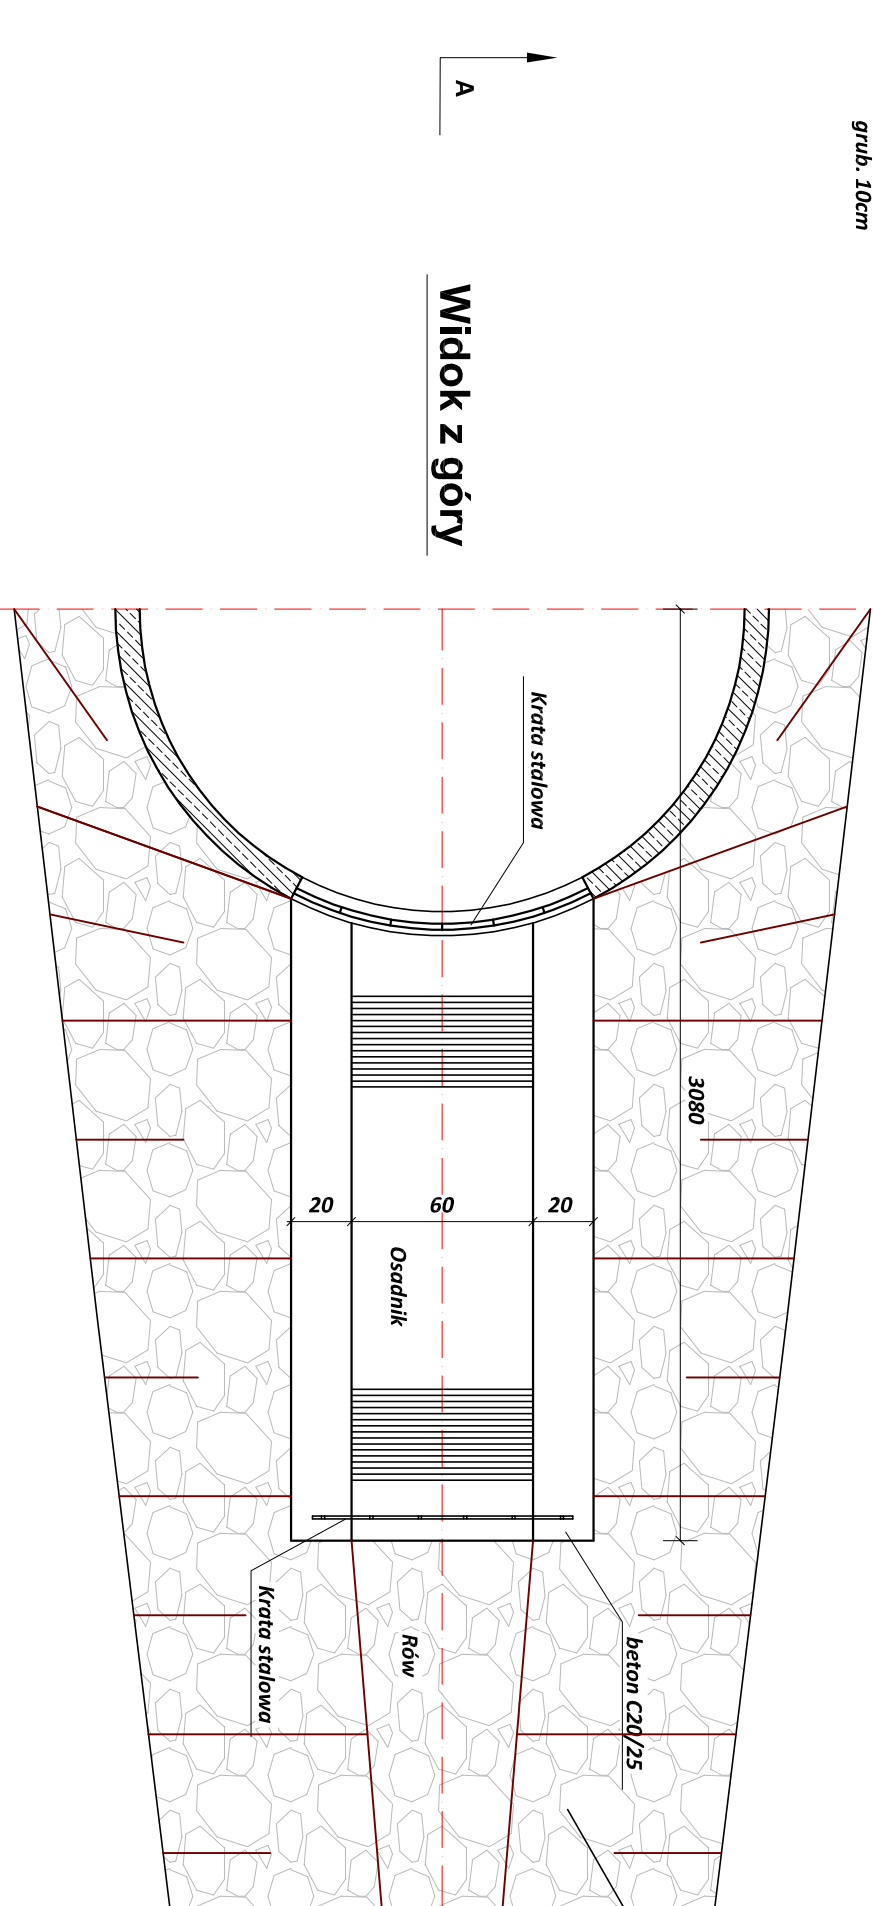 grub. 10cm
A
Widok z góry
Krata stalowa
3080
20
60
20
Osadnik
Krata stalowa
Rów
beton C20/25